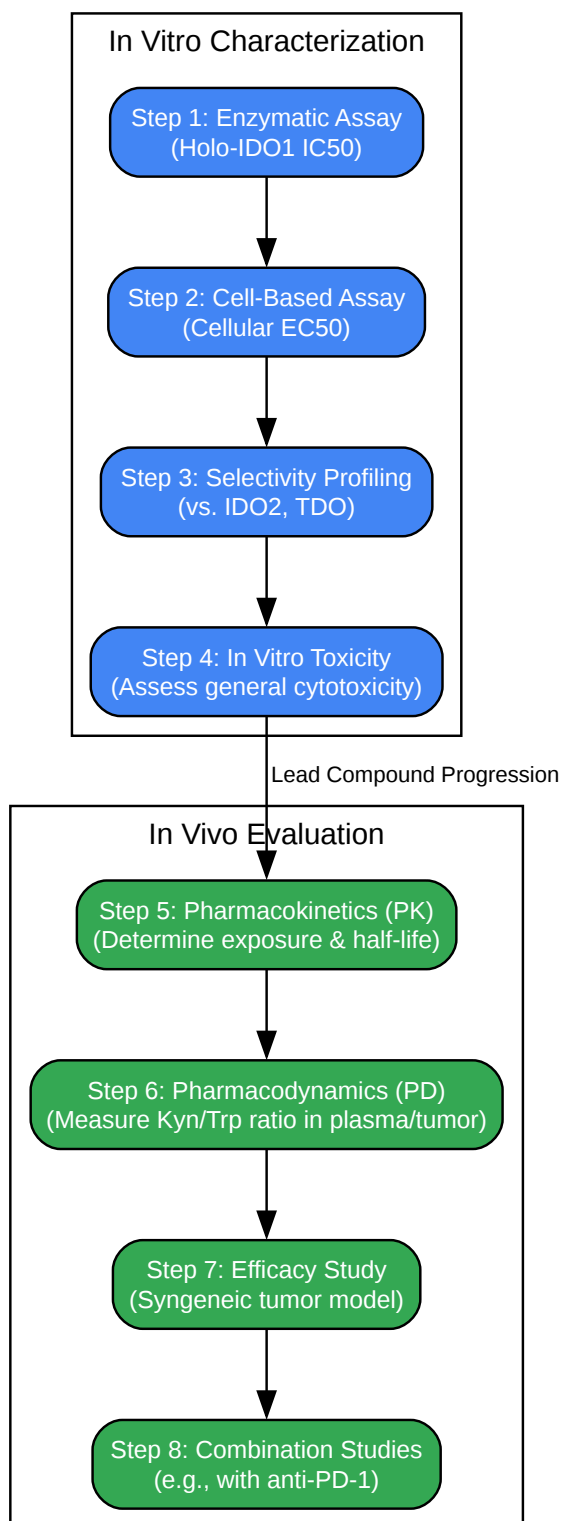 In Vitro Characterization
Step 1: Enzymatic Assay
(Holo-IDO1 IC50)
Step 2: Cell-Based Assay
(Cellular EC50)
Step 3: Selectivity Profiling
(vs. IDO2, TDO)
Step 4: In Vitro Toxicity
(Assess general cytotoxicity)
Lead Compound Progression
In Vivo Evaluation
Step 5: Pharmacokinetics (PK)
(Determine exposure & half-life)
Step 6: Pharmacodynamics (PD)
(Measure Kyn/Trp ratio in plasma/tumor)
Step 7: Efficacy Study
(Syngeneic tumor model)
Step 8: Combination Studies
(e.g., with anti-PD-1)